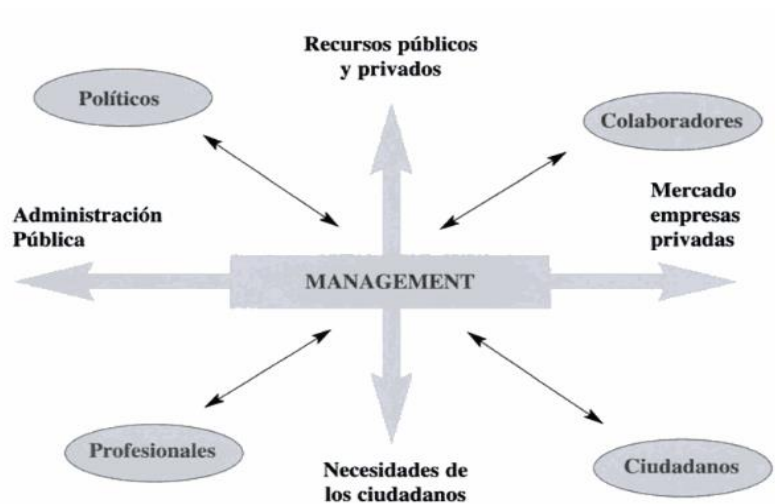 Recursos públicos
y privados
Políticos
Colaboradores
Administración
Pública
Mercado
empresas
privadas
MANAGEMENT
Profesionales
Necesidades de
los ciudadanos
Ciudadanos